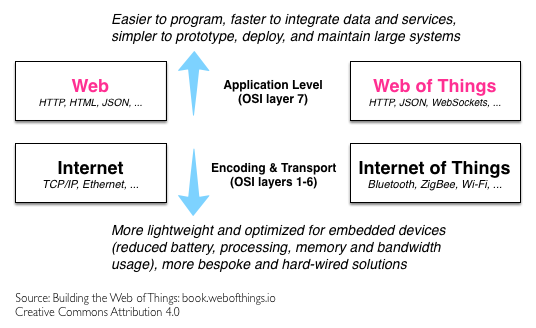 Easier to program, faster to integrate data and services,
simpler to prototype, deploy, and maintain large systems
Web
HTTP, HTML, JSON, ...
Application Level
(OSI layer 7)
Web of Things
HTTP, JSON, WebSockets, ...
Internet
TCP/IP, Ethernet, ...
Encoding & Transport
(OSI layers 1-6)
Internet of Things
Bluetooth, ZigBee, Wi-Fi, ...
More lightweight and optimized for embedded devices
(reduced battery, processing, memory and bandwidth
usage), more bespoke and hard-wired solutions
Source: Building the Web of Things: book.webofthings.io
Creative Commons Attribution 4.0